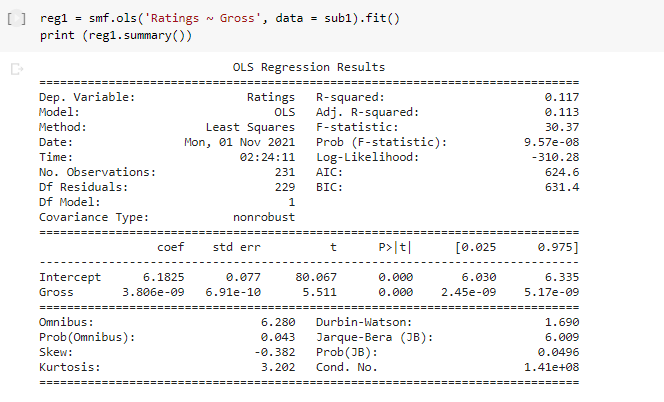 [ ] reg1 = smf.ols('Ratings ~ Gross', data = sub1).fit()
print (reg1.summary())
OLS Regression Results
==============================================================================
Dep. Variable: Ratings R-squared: 0.117
Model: OLS Adj. R-squared: 0.113
Method: Least Squares F-statistic: 30.37
Date: Mon, 01 Nov 2021 Prob (F-statistic): 9.57e-08
Time: 02:24:11 Log-Likelihood: -310.28
No. Observations: 231 AIC: 624.6
Df Residuals: 229 BIC: 631.4
Df Model: 1
Covariance Type: nonrobust
==============================================================================
coef std err t P>|t| [0.025 0.975]
------------------------------------------------------------------------------
Intercept 6.1825 0.077 80.067 0.000 6.030 6.335
Gross 3.806e-09 6.91e-10 5.511 0.000 2.45e-09 5.17e-09
==============================================================================
Omnibus: 6.280 Durbin-Watson: 1.690
Prob(Omnibus): 0.043 Jarque-Bera (JB): 6.009
Skew: -0.382 Prob(JB): 0.0496
Kurtosis: 3.202 Cond. No. 1.41e+08
==============================================================================